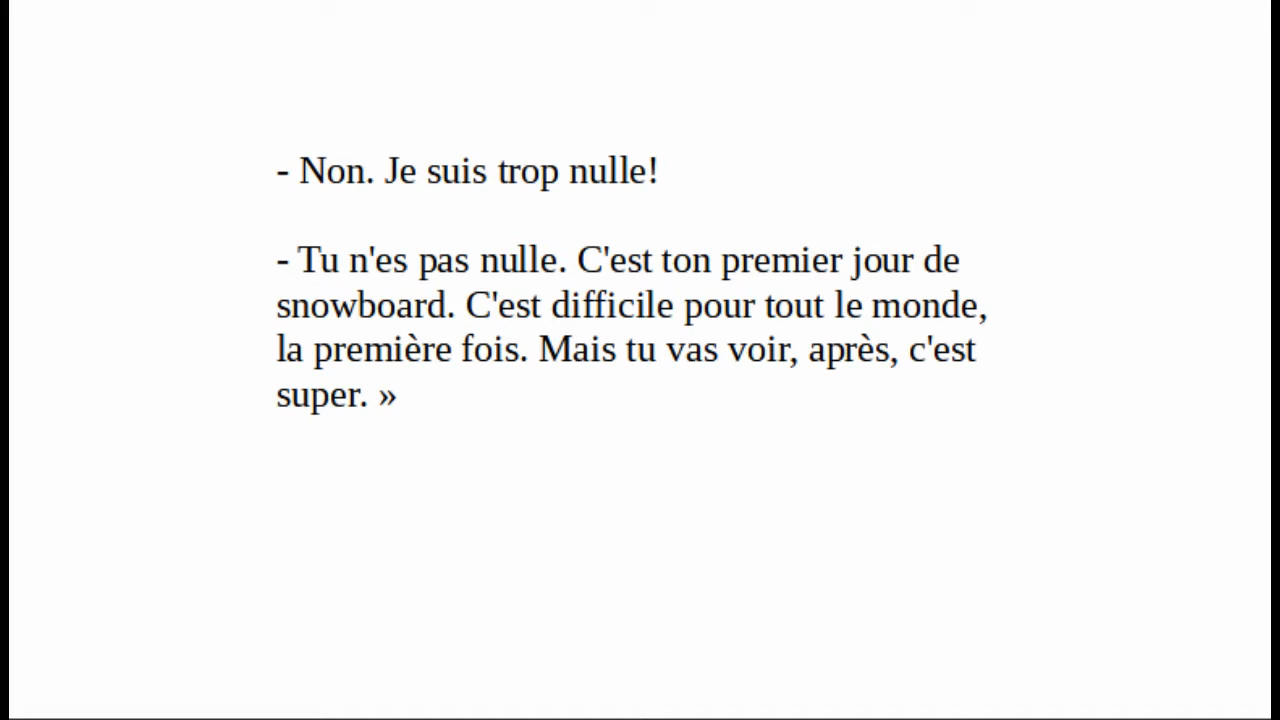 - Non. Je suis trop nulle!
- Tu n'es pas nulle. C'est ton premier jour de
snowboard. C'est difficile pour tout le monde,
la première fois. Mais tu vas voir, après, c'est
super. »